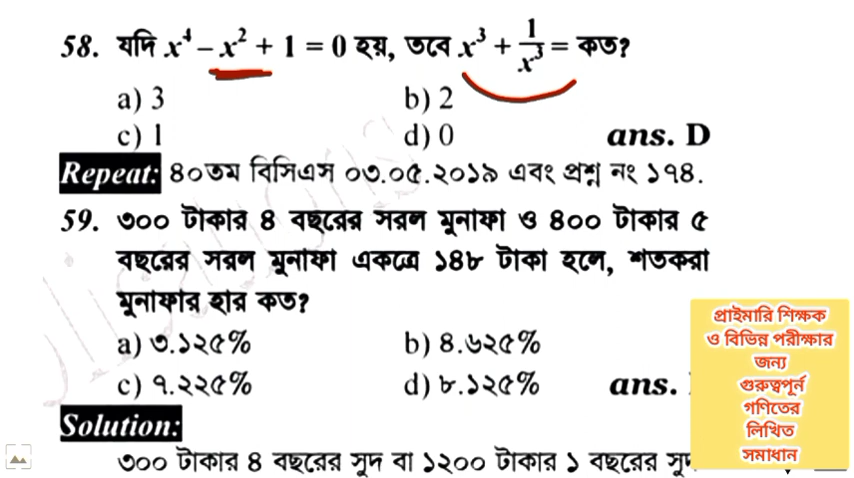 58. যদি x⁴ – x² + 1 = 0 হয়, তবে x³ + 1/x³ = কত?
a) 3 b) 2
c) 1 d) 0 ans. D
Repeat: ৪০তম বিসিএস ০৩.০৫.২০১৯ এবং প্রশ্ন নং ১৭৪.
59. ৩০০ টাকার ৪ বছরের সরল মুনাফা ও ৪০০ টাকার ৫
বছরের সরল মুনাফা একত্রে ১৪৮ টাকা হলে, শতকরা
মুনাফার হার কত?
a) ৩.১২৫% b) ৪.৬২৫%
c) ৭.২২৫% d) ৮.১২৫% ans.
Solution:
৩০০ টাকার ৪ বছরের সুদ বা ১২০০ টাকার ১ বছরের
প্রাইমারি শিক্ষক
ও বিভিন্ন পরীক্ষার
জন্য
গুরুত্বপূর্ন
গণিতের
লিখিত
সমাধান